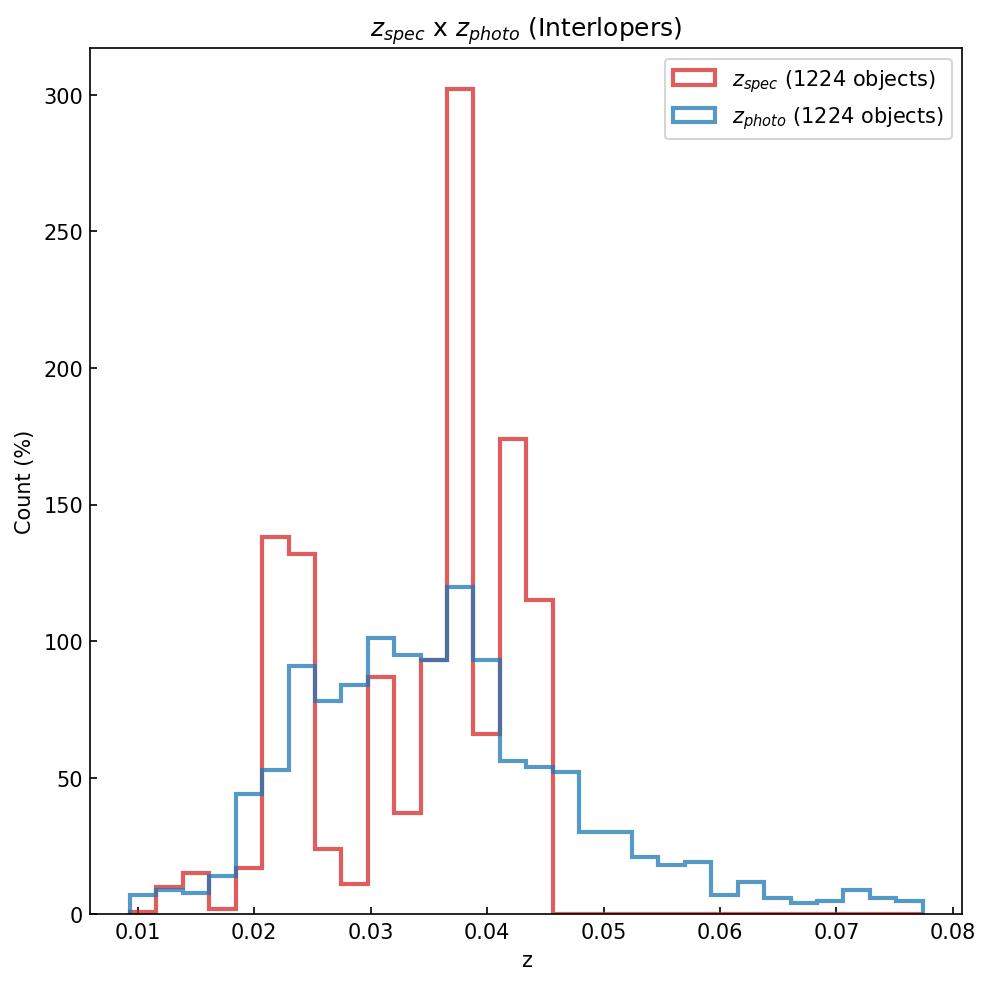 z_spec x z_photo (Interlopers)
z_spec (1224 objects)
z_photo (1224 objects)
Count (%)
300
250
200
150
100
50
0
0.01 0.02 0.03 0.04 0.05 0.06 0.07 0.08
z